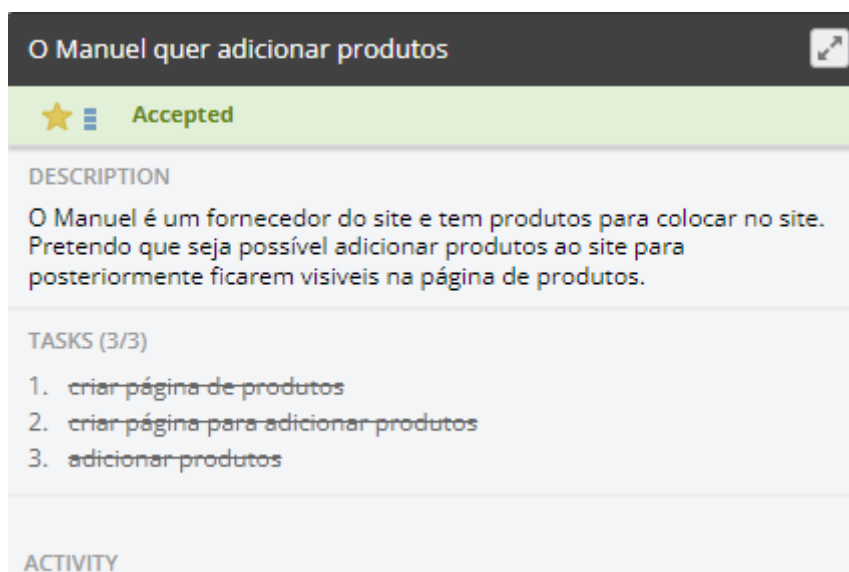 O Manuel quer adicionar produtos
Accepted
DESCRIPTION
O Manuel é um fornecedor do site e tem produtos para colocar no site.
Pretendo que seja possível adicionar produtos ao site para
posteriormente ficarem visiveis na página de produtos.
TASKS (3/3)
1. criar página de produtos
2. criar página para adicionar produtos
3. adicionar produtos
ACTIVITY